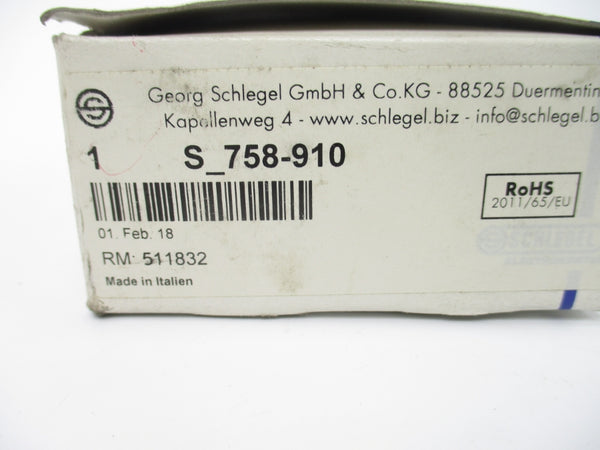 Georg Schlegel GmbH & Co.KG - 88525 Duermentin
Kapellenweg 4 - www.schlegel.biz - info@schlegel.b
1 S_758-910
RoHS
2011/65/EU
01. Feb. 18
SCHLEGEL
RM: 511832
Made in Italien